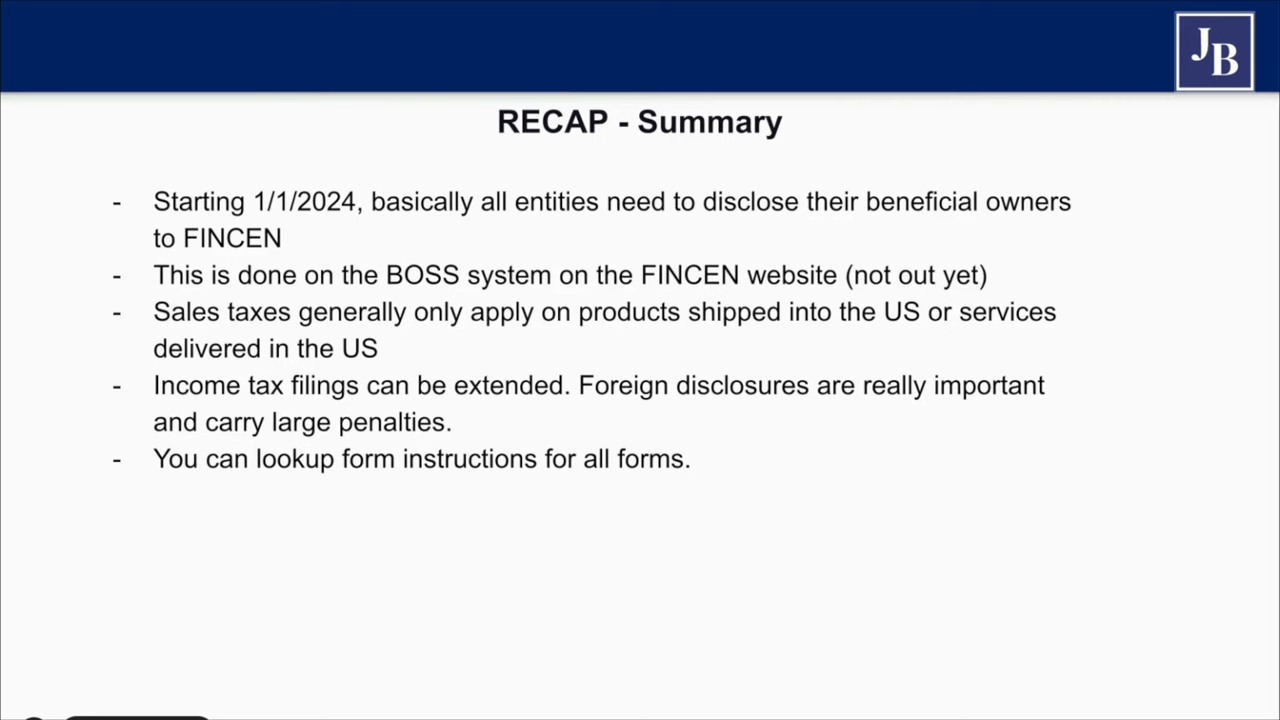 JB
RECAP - Summary
- Starting 1/1/2024, basically all entities need to disclose their beneficial owners
to FINCEN
- This is done on the BOSS system on the FINCEN website (not out yet)
- Sales taxes generally only apply on products shipped into the US or services
delivered in the US
- Income tax filings can be extended. Foreign disclosures are really important
and carry large penalties.
- You can lookup form instructions for all forms.